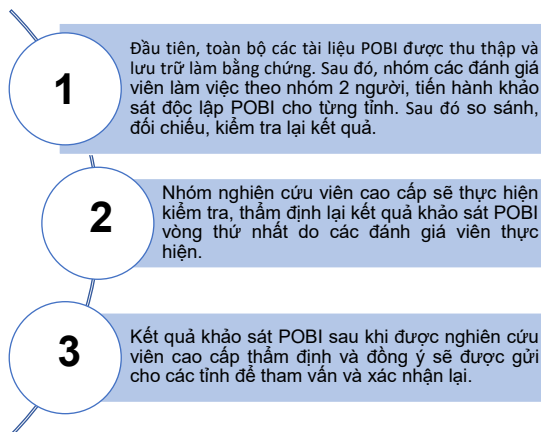 1
Đầu tiên, toàn bộ các tài liệu POBI được thu thập và
lưu trữ làm bằng chứng. Sau đó, nhóm các đánh giá
viên làm việc theo nhóm 2 người, tiến hành khảo
sát độc lập POBI cho từng tỉnh. Sau đó so sánh,
đối chiếu, kiểm tra lại kết quả.
2
Nhóm nghiên cứu viên cao cấp sẽ thực hiện
kiểm tra, thẩm định lại kết quả khảo sát POBI
vòng thứ nhất do các đánh giá viên thực
hiện.
3
Kết quả khảo sát POBI sau khi được nghiên cứu
viên cao cấp thẩm định và đồng ý sẽ được gửi
cho các tỉnh để tham vấn và xác nhận lại.